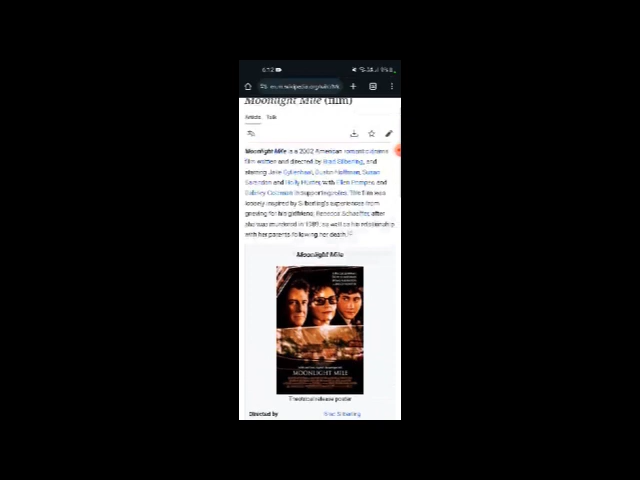 Moonlight Mile (film)
Article Talk
Moonlight Mile is a 2002 American romantic drama
film written and directed by Brad Silberling, and
starring Jake Gyllenhaal, Dustin Hoffman, Susan
Sarandon and Holly Hunter, with Ellen Pompeo and
Dabney Coleman in supporting roles. The film was
loosely inspired by Silberling's experiences from
grieving for his girlfriend, Rebecca Schaeffer, after
she was murdered in 1989, as well as his relationship
with her parents following her death.
Moonlight Mile
MOONLIGHT MILE
Theatrical release poster
Directed by Brad Silberling